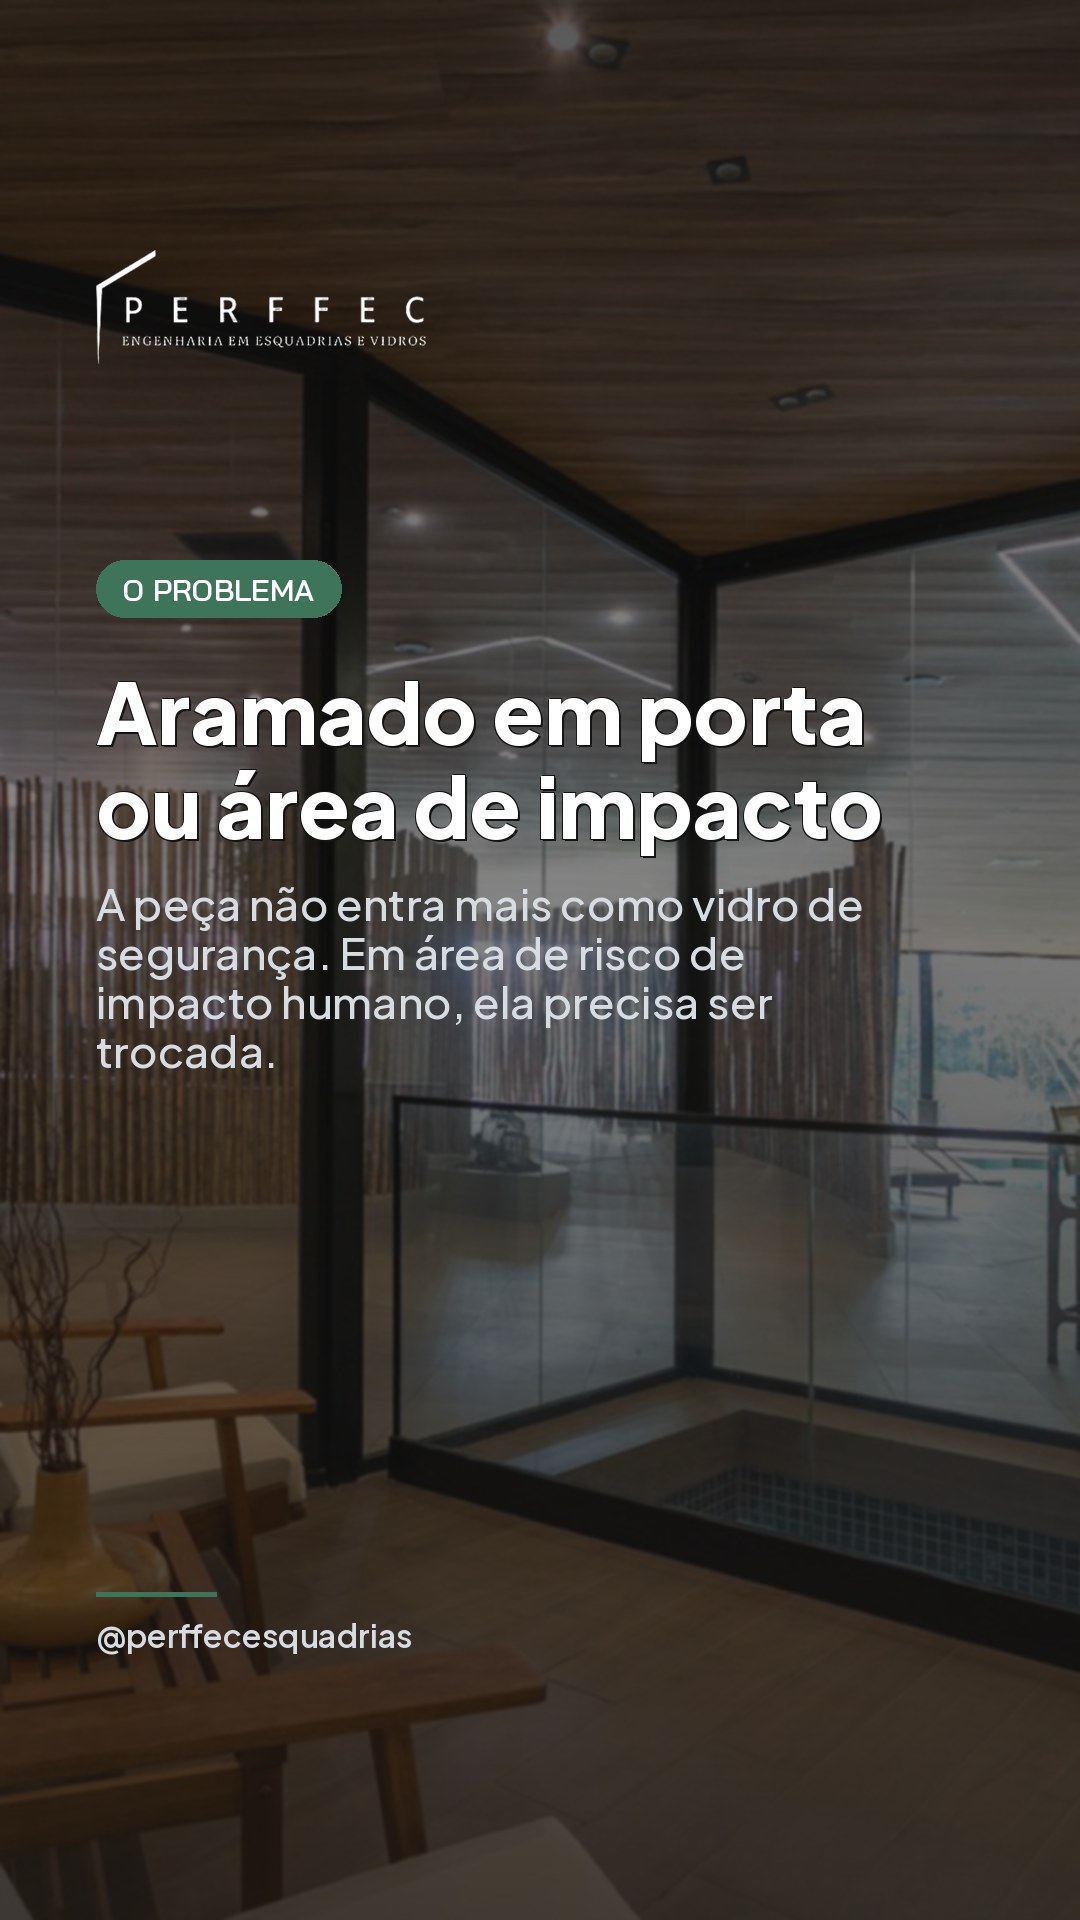 PERFFEC
ENGENHARIA EM ESQUADRIAS E VIDROS
O PROBLEMA
Aramado em porta
ou área de impacto
A peça não entra mais como vidro de
segurança. Em área de risco de
impacto humano, ela precisa ser
trocada.
@perffecesquadrias